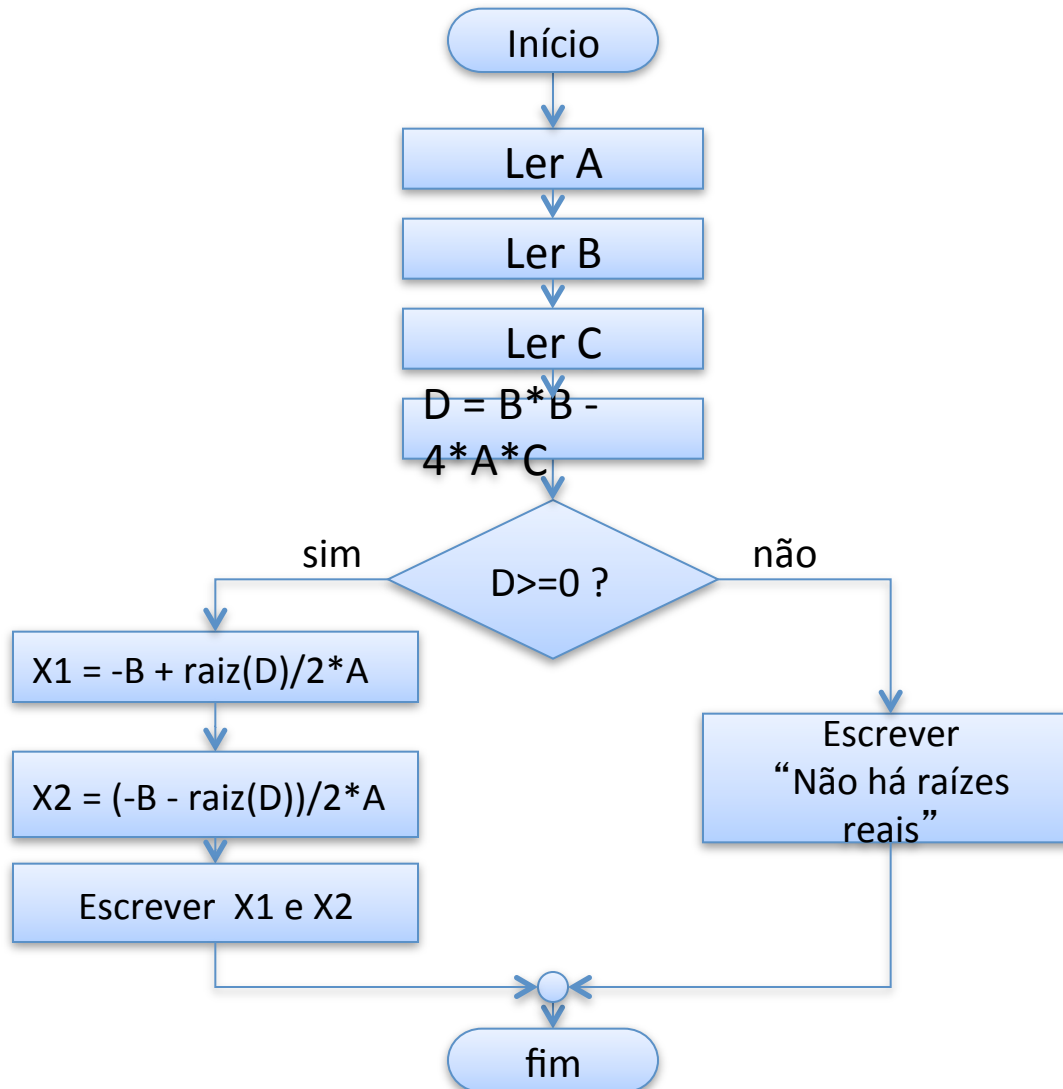 Início
Ler A
Ler B
Ler C
D = B*B -
4*A*C
D>=0 ?
sim
não
X1 = -B + raiz(D)/2*A
X2 = (-B - raiz(D))/2*A
Escrever X1 e X2
Escrever
“Não há raízes
reais”
fim